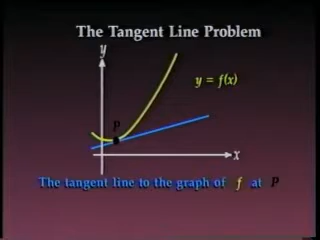 The Tangent Line Problem
y
y = f(x)
P
x
The tangent line to the graph of f at P